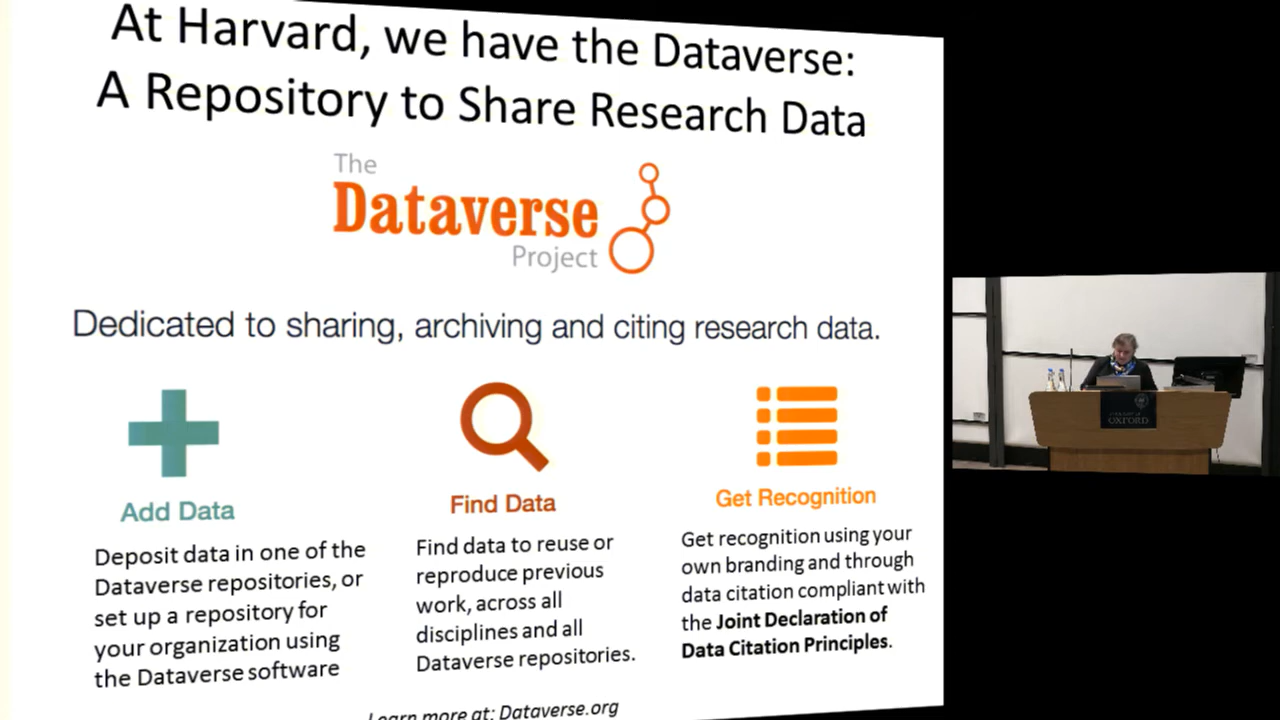 At Harvard, we have the Dataverse:
A Repository to Share Research Data
The
Dataverse
Project
Dedicated to sharing, archiving and citing research data.
Add Data
Deposit data in one of the
Dataverse repositories, or
set up a repository for
your organization using
the Dataverse software
Find Data
Find data to reuse or
reproduce previous
work, across all
disciplines and all
Dataverse repositories.
Get Recognition
Get recognition using your
own branding and through
data citation compliant with
the Joint Declaration of
Data Citation Principles.
Learn more at: Dataverse.org
UNIVERSITY OF
OXFORD